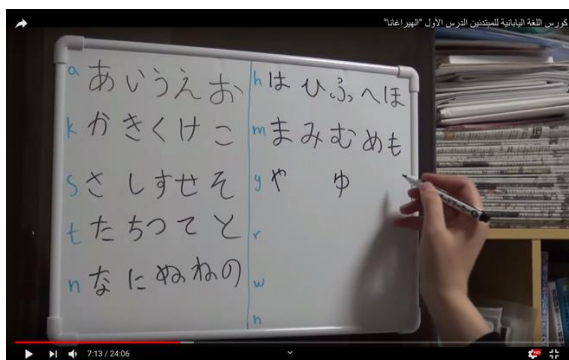 كورس اللغة اليابانية للمبتدئين الدرس الأول "الهيراغانا"
a あいうえお
k かきくけこ
s さしすせそ
t たちつてと
n なにぬねの
h はひふへほ
m まみむめも
y や ゆ
r
w
n
7:13 / 24:06
HD